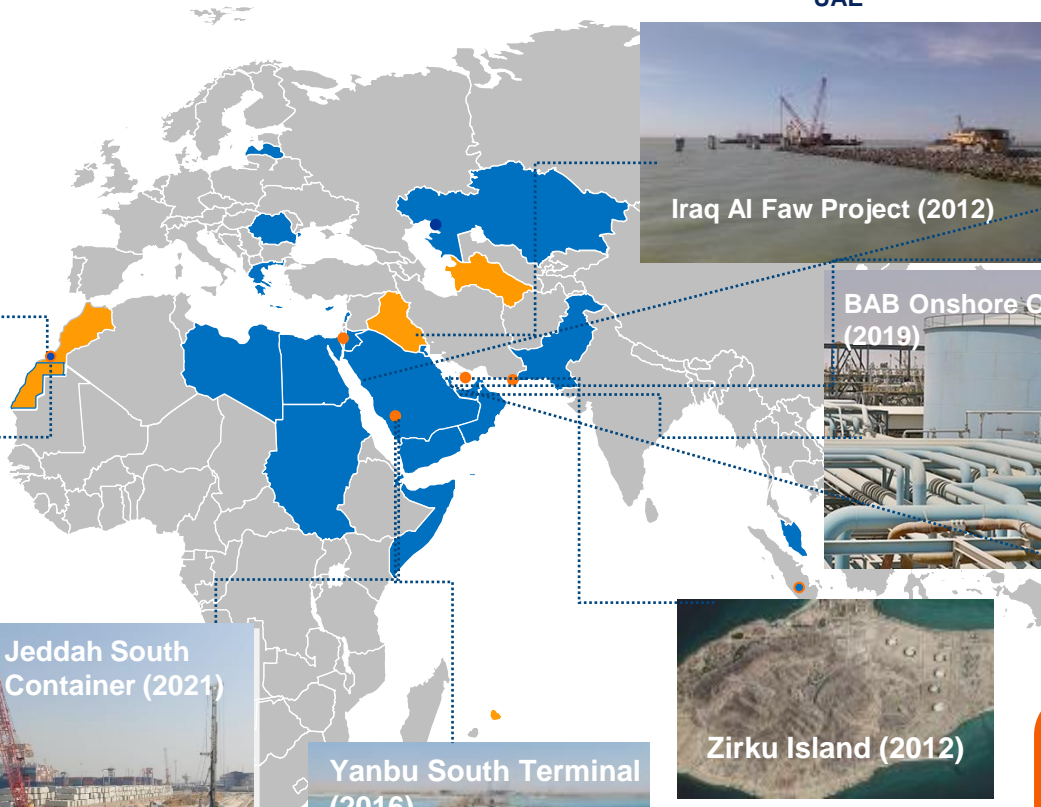 UAE
Iraq Al Faw Project (2012)
BAB Onshore
(2019)
Jeddah South
Container (2021)
Zirku Island (2012)
Yanbu South Terminal
(2016)